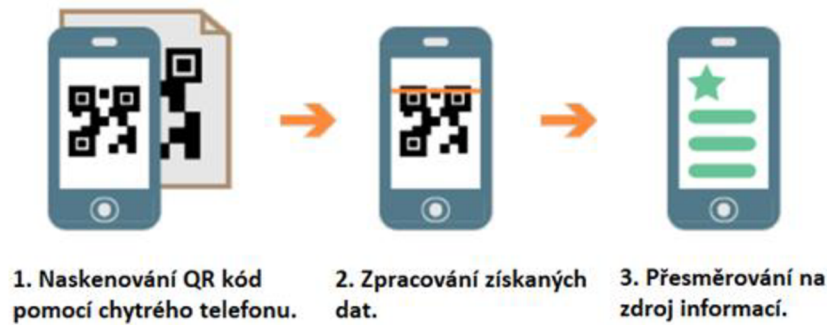 1. Naskenování QR kód
pomocí chytrého telefonu.
2. Zpracování získaných
dat.
3. Přesměrování na
zdroj informací.